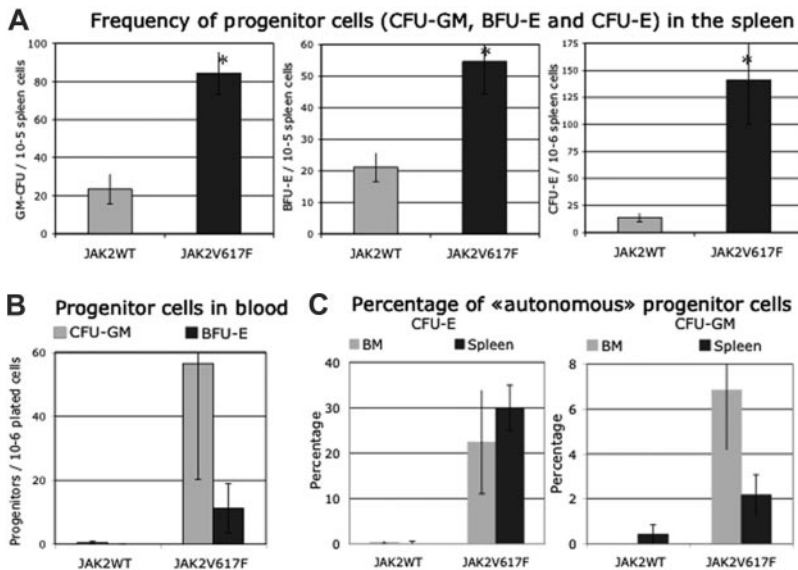 A
Frequency of progenitor cells (CFU-GM, BFU-E and CFU-E) in the spleen
GM-CFU / 10-5 spleen cells
100
80
60
40
20
0
*
JAK2WT JAK2V617F
BFU-E / 10-5 spleen cells
60
50
40
30
20
10
0
*
JAK2WT JAK2V617F
CFU-E / 10-6 spleen cells
175
150
125
100
75
50
25
0
*
JAK2WT JAK2V617F
B
Progenitor cells in blood
CFU-GM BFU-E
Progenitors / 10-6 plated cells
60
40
20
0
JAK2WT JAK2V617F
C
Percentage of «autonomous» progenitor cells
CFU-E
BM Spleen
Percentage
40
30
20
10
0
JAK2WT JAK2V617F
CFU-GM
BM Spleen
Percentage
8
6
4
2
0
JAK2WT JAK2V617F